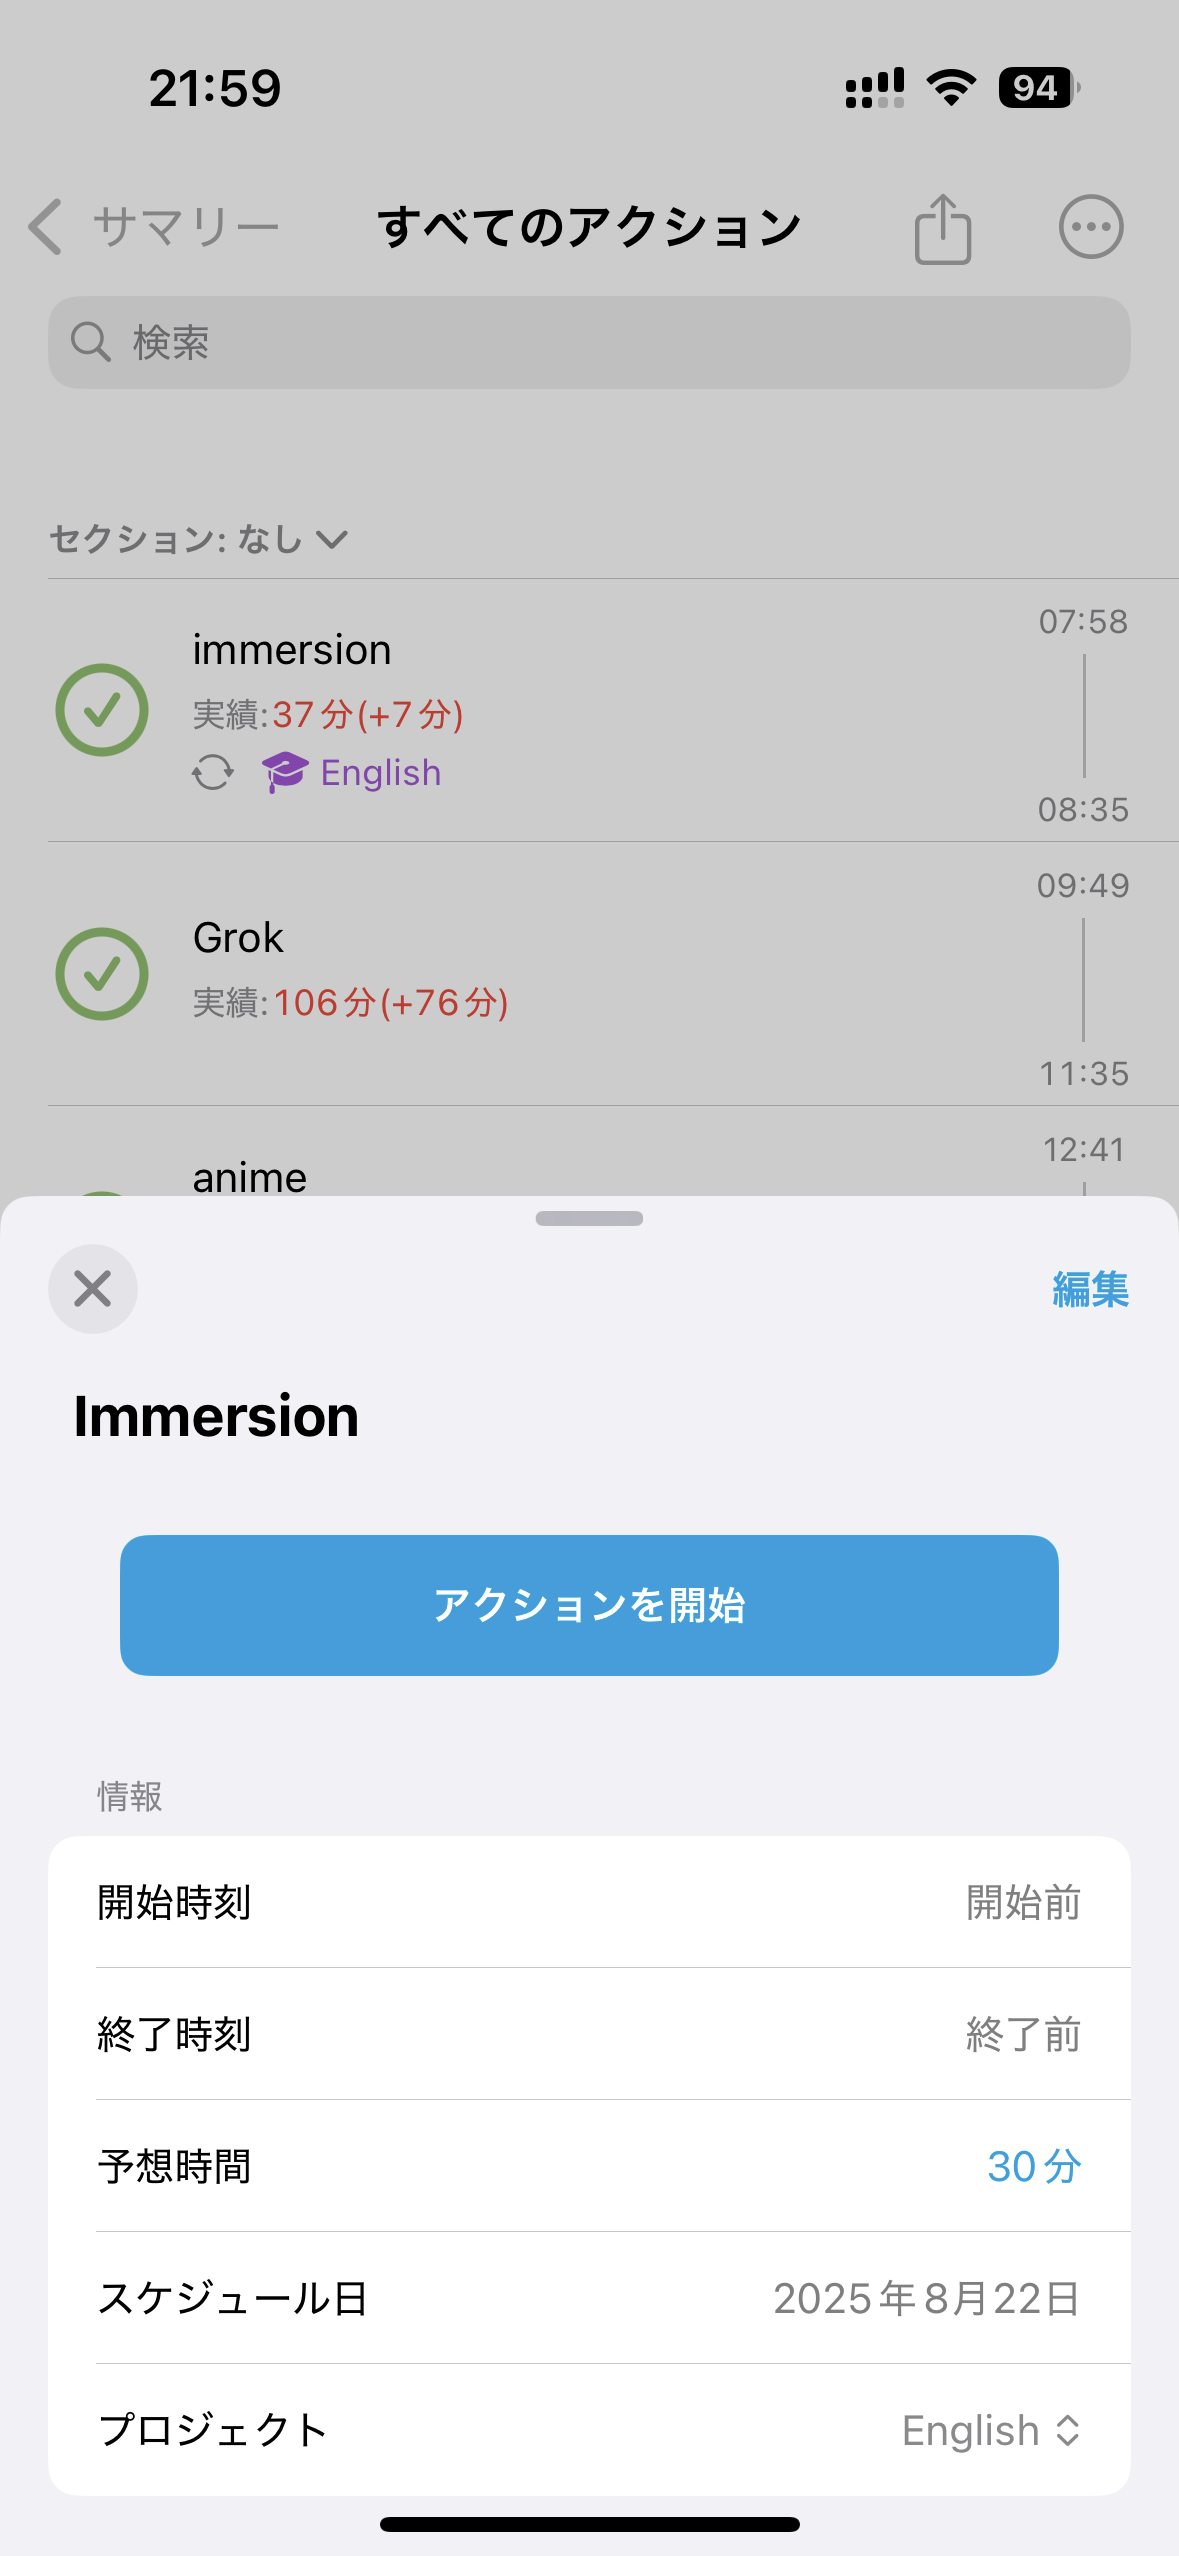 21:59
94
サマリー
すべてのアクション
検索
セクション: なし
immersion
07:58
実績:37分(+7分)
English
08:35
09:49
Grok
実績:106分(+76分)
11:35
12:41
anime
編集
Immersion
アクションを開始
情報
開始時刻 開始前
終了時刻 終了前
予想時間 30分
スケジュール日 2025年8月22日
プロジェクト English